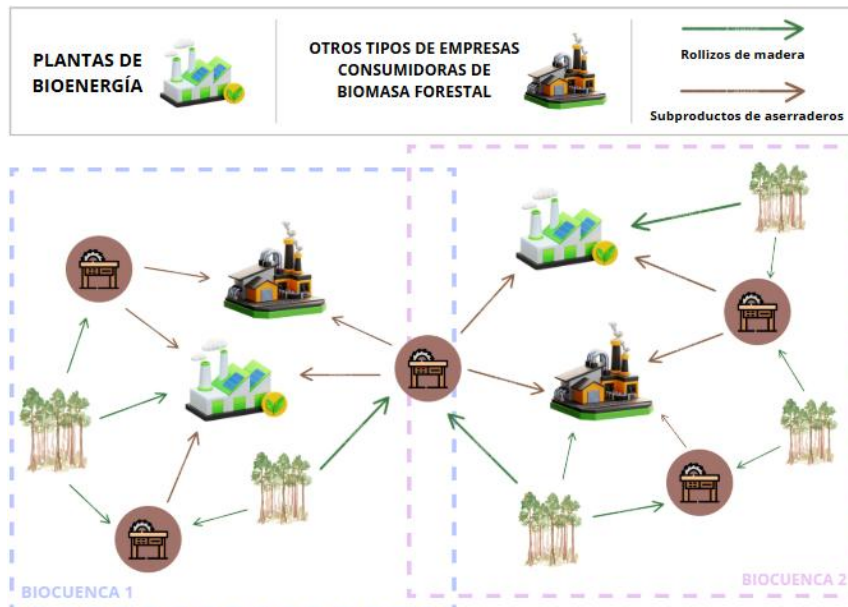 PLANTAS DE
BIOENERGÍA
OTROS TIPOS DE EMPRESAS
CONSUMIDORAS DE
BIOMASA FORESTAL
Rollizos de madera
Subproductos de aserraderos
BIOCUENCA 1
BIOCUENCA 2